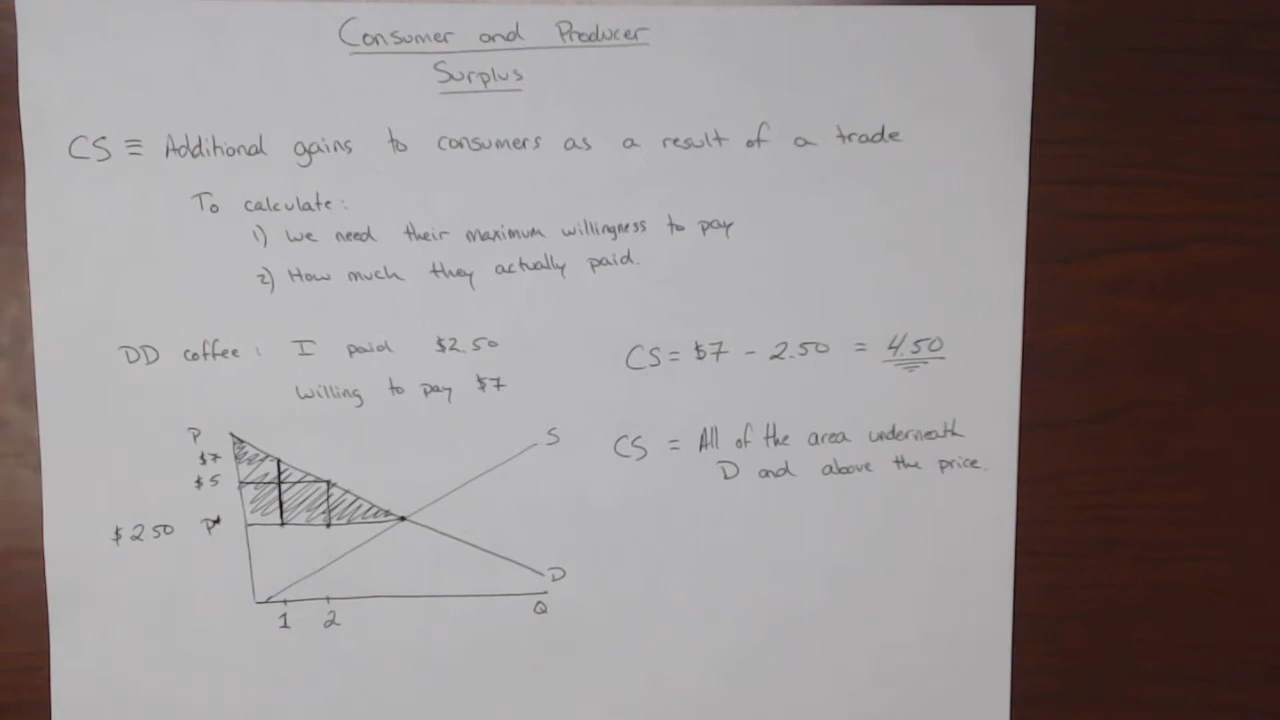 Consumer and Producer
Surplus
CS ≡ Additional gains to consumers as a result of a trade
To calculate:
1) We need their maximum willingness to pay
2) How much they actually paid.
DD coffee: I paid $2.50
Willing to pay $7
CS = $7 - 2.50 = 4.50
CS = All of the area underneath
D and above the price.
P
$7
$5
$2.50 P*
S
D
Q
1 2